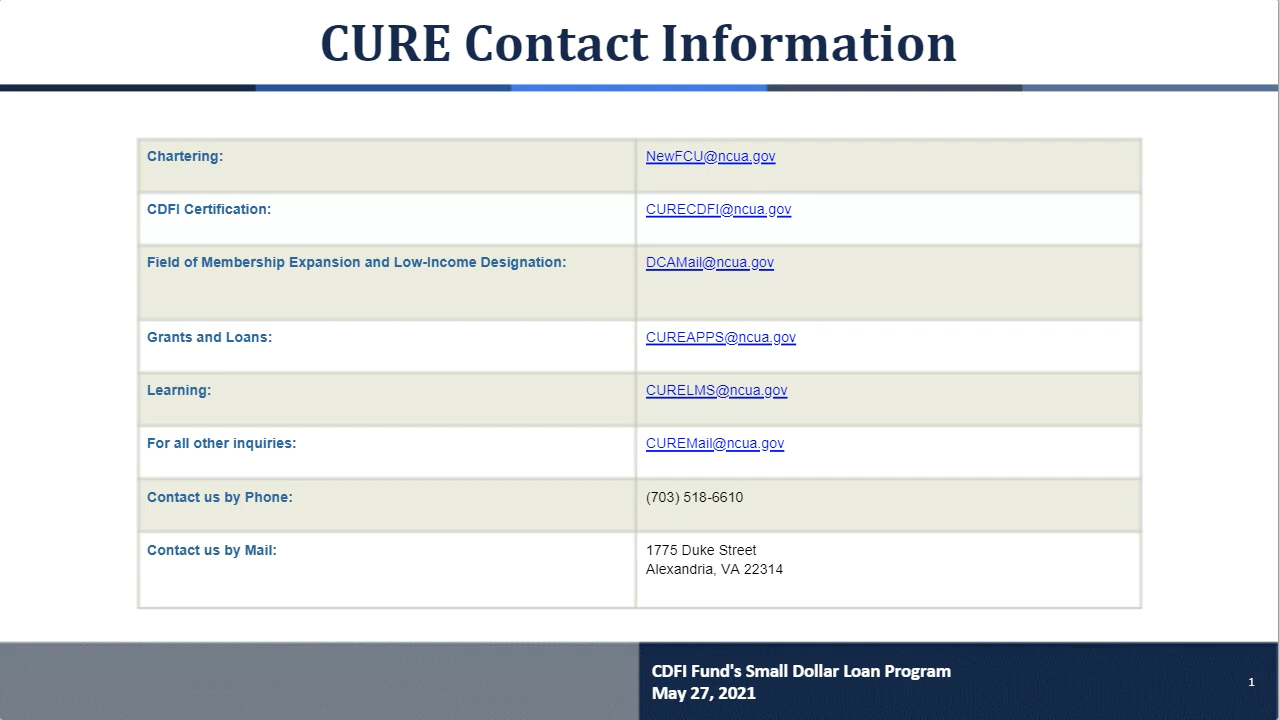 CURE Contact Information
Chartering:
NewFCU@ncua.gov
CDFI Certification:
CURECDFI@ncua.gov
Field of Membership Expansion and Low-Income Designation:
DCAMail@ncua.gov
Grants and Loans:
CUREAPPS@ncua.gov
Learning:
CURELMS@ncua.gov
For all other inquiries:
CUREMail@ncua.gov
Contact us by Phone:
(703) 518-6610
Contact us by Mail:
1775 Duke Street
Alexandria, VA 22314
CDFI Fund's Small Dollar Loan Program
May 27, 2021
1